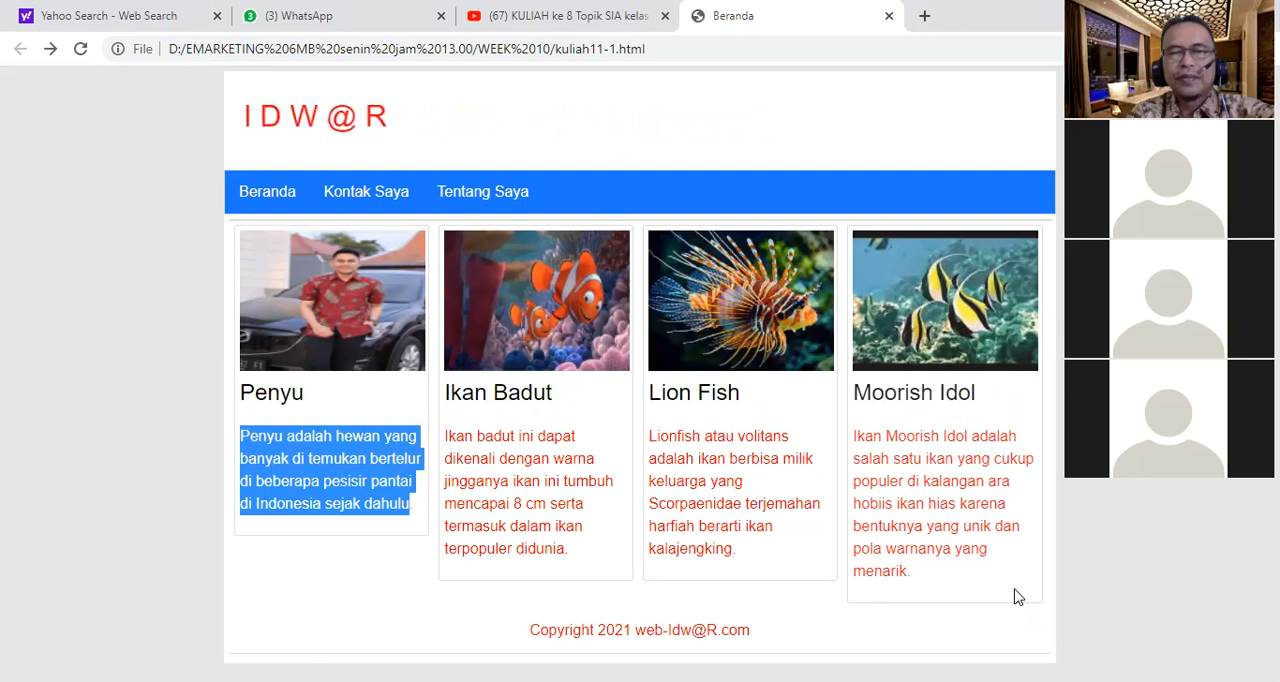 Yahoo Search - Web Search
(3) WhatsApp
(67) KULIAH ke 8 Topik SIA kelas
Beranda
File
D:/EMARKETING%206MB%20senin%20jam%2013.00/WEEK%2010/kuliah11-1.html
I D W @ R
Beranda Kontak Saya Tentang Saya
Penyu
Penyu adalah hewan yang
banyak di temukan bertelur
di beberapa pesisir pantai
di Indonesia sejak dahulu.
Ikan Badut
Ikan badut ini dapat
dikenali dengan warna
jingganya ikan ini tumbuh
mencapai 8 cm serta
termasuk dalam ikan
terpopuler didunia.
Lion Fish
Lionfish atau volitans
adalah ikan berbisa milik
keluarga yang
Scorpaenidae terjemahan
harfiah berarti ikan
kalajengking.
Moorish Idol
Ikan Moorish Idol adalah
salah satu ikan yang cukup
populer di kalangan ara
hobiis ikan hias karena
bentuknya yang unik dan
pola warnanya yang
menarik.
Copyright 2021 web-Idw@R.com